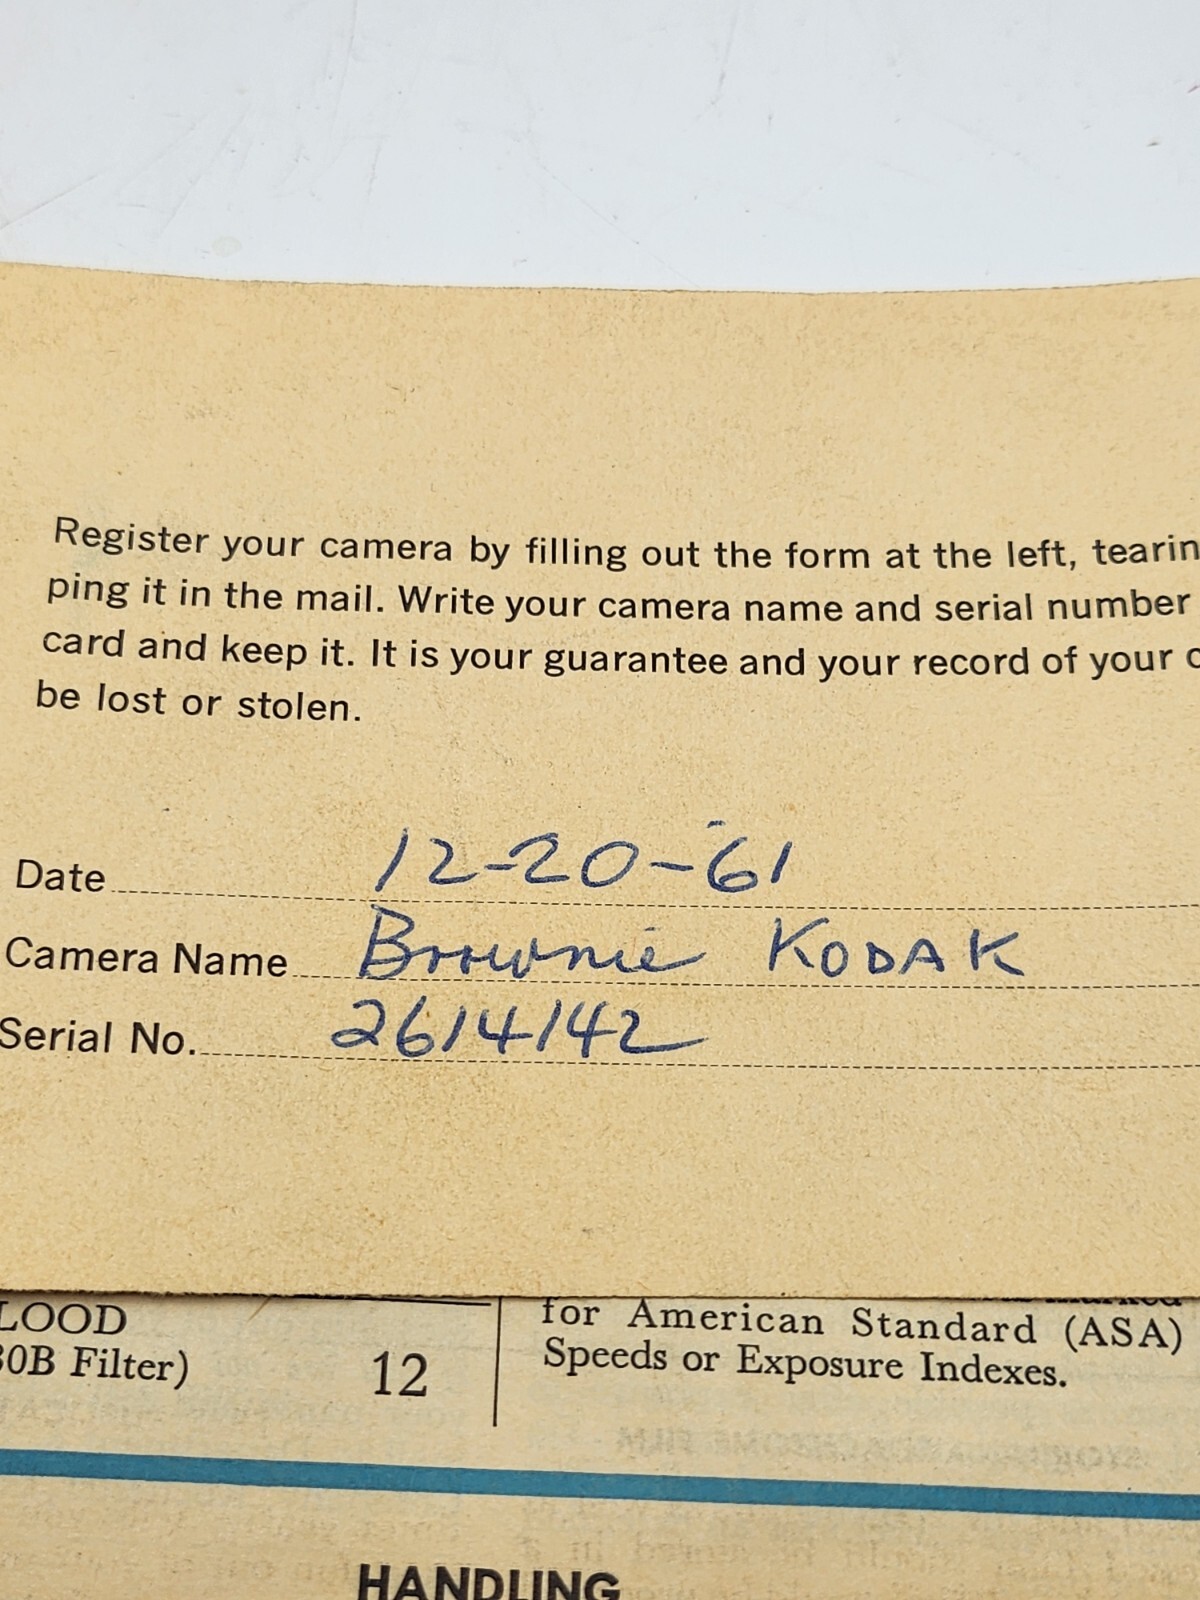 Register your camera by filling out the form at the left, tearin
ping it in the mail. Write your camera name and serial number
card and keep it. It is your guarantee and your record of your c
be lost or stolen.
Date 12-20-61
Camera Name Brownie KODAK
Serial No. 2614142
LOOD
30B Filter) 12
for American Standard (ASA)
Speeds or Exposure Indexes.
HANDLING